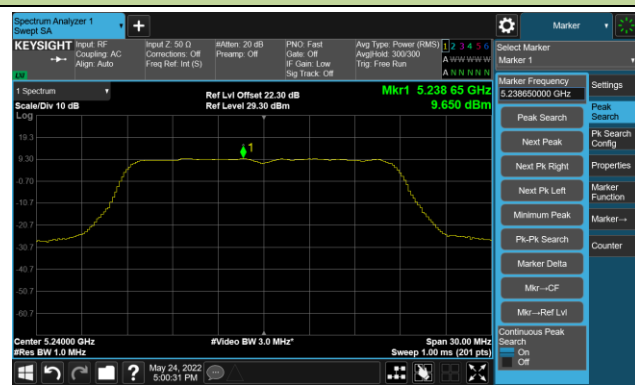 Spectrum Analyzer 1
Swept SA
+
Marker
KEYSIGHT
Input: RF
Coupling: AC
Align: Auto
Input Z: 50 Ω
Corrections: Off
Freq Ref: Int (S)
#Atten: 20 dB
Preamp: Off
PNO: Fast
Gate: Off
IF Gain: Low
Sig Track: Off
Avg Type: Power (RMS)
Avg|Hold: 300/300
Trig: Free Run
1 2 3 4 5 6
A W W W W W
A N N N N N
Select Marker
Marker 1
LW
1 Spectrum
Scale/Div 10 dB
Log
Ref Lvl Offset 22.30 dB
Ref Level 29.30 dBm
Mkr1 5.238 65 GHz
9.650 dBm
1
19.3
9.30
-0.70
-10.7
-20.7
-30.7
-40.7
-50.7
-60.7
Center 5.24000 GHz
#Res BW 1.0 MHz
#Video BW 3.0 MHz*
Span 30.00 MHz
Sweep 1.00 ms (201 pts)
Marker Frequency
5.238650000 GHz
Peak Search
Next Peak
Next Pk Right
Next Pk Left
Minimum Peak
Pk-Pk Search
Marker Delta
Mkr→CF
Mkr→Ref Lvl
Continuous Peak
Search
On
Off
Settings
Peak
Search
Pk Search
Config
Properties
Marker
Function
Marker→
Counter
?
May 24, 2022
5:00:31 PM